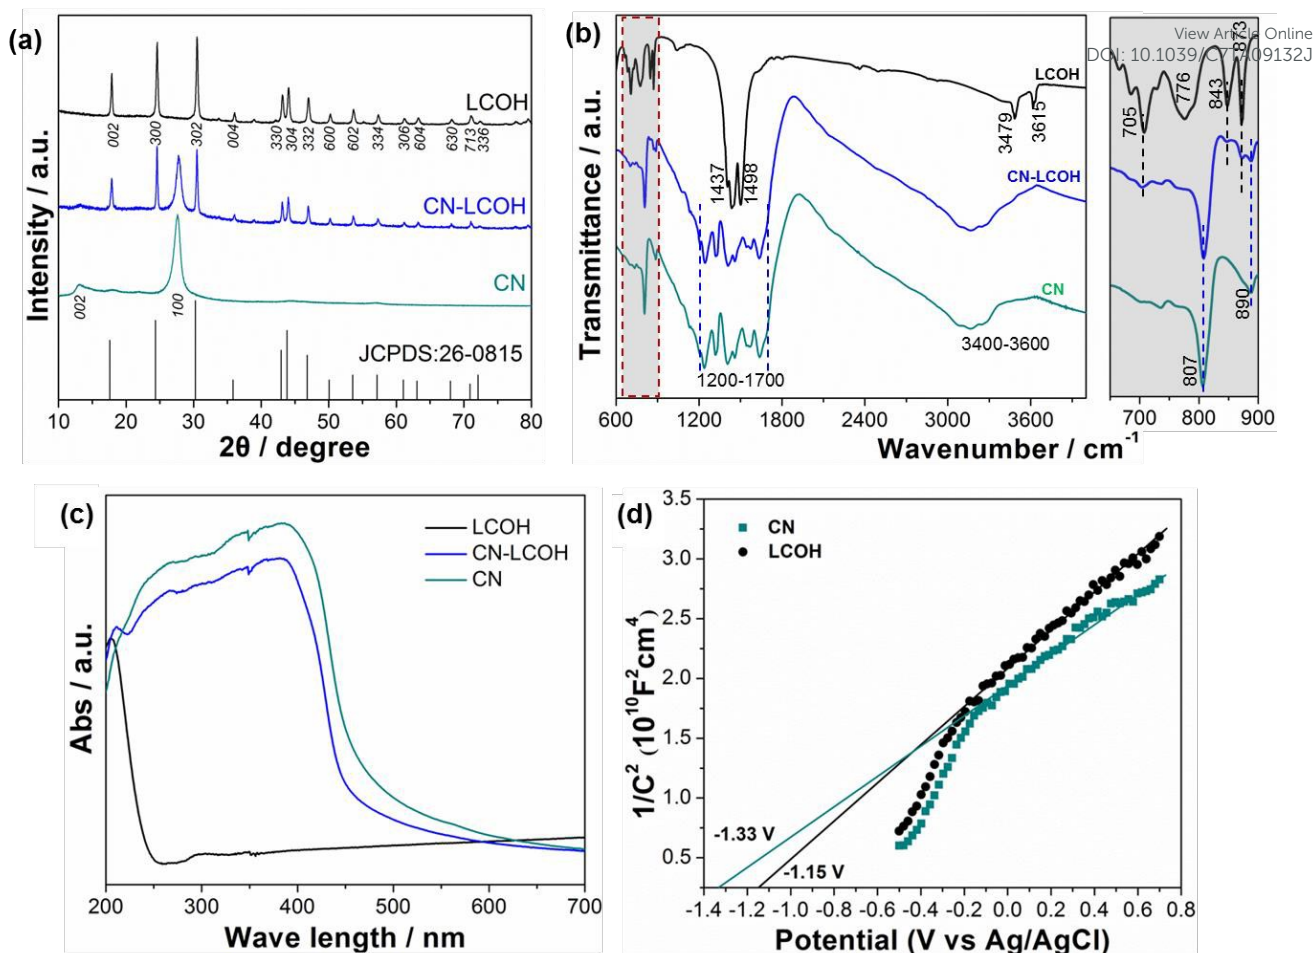 View Article Online
DOI: 10.1039/C7TA09132J
(a)
Intensity / a.u.
LCOH
002 300 302 004 330 304 332 600 602 334 306 604 630 713 336
CN-LCOH
CN
002 100
JCPDS:26-0815
10 20 30 40 50 60 70 80
2θ / degree
(b)
Transmittance / a.u.
LCOH
3479 3615
1437 1498
CN-LCOH
CN
3400-3600
1200-1700
600 1200 1800 2400 3000 3600
Wavenumber / cm-1
705 776 843 873
807 890
700 800 900
(c)
Abs / a.u.
LCOH
CN-LCOH
CN
200 300 400 500 600 700
Wave length / nm
(d)
1/C2 (1010F2cm4)
3.5
3.0
2.5
2.0
1.5
1.0
0.5
CN
LCOH
-1.33 V
-1.15 V
-1.4 -1.2 -1.0 -0.8 -0.6 -0.4 -0.2 0.0 0.2 0.4 0.6 0.8
Potential (V vs Ag/AgCl)